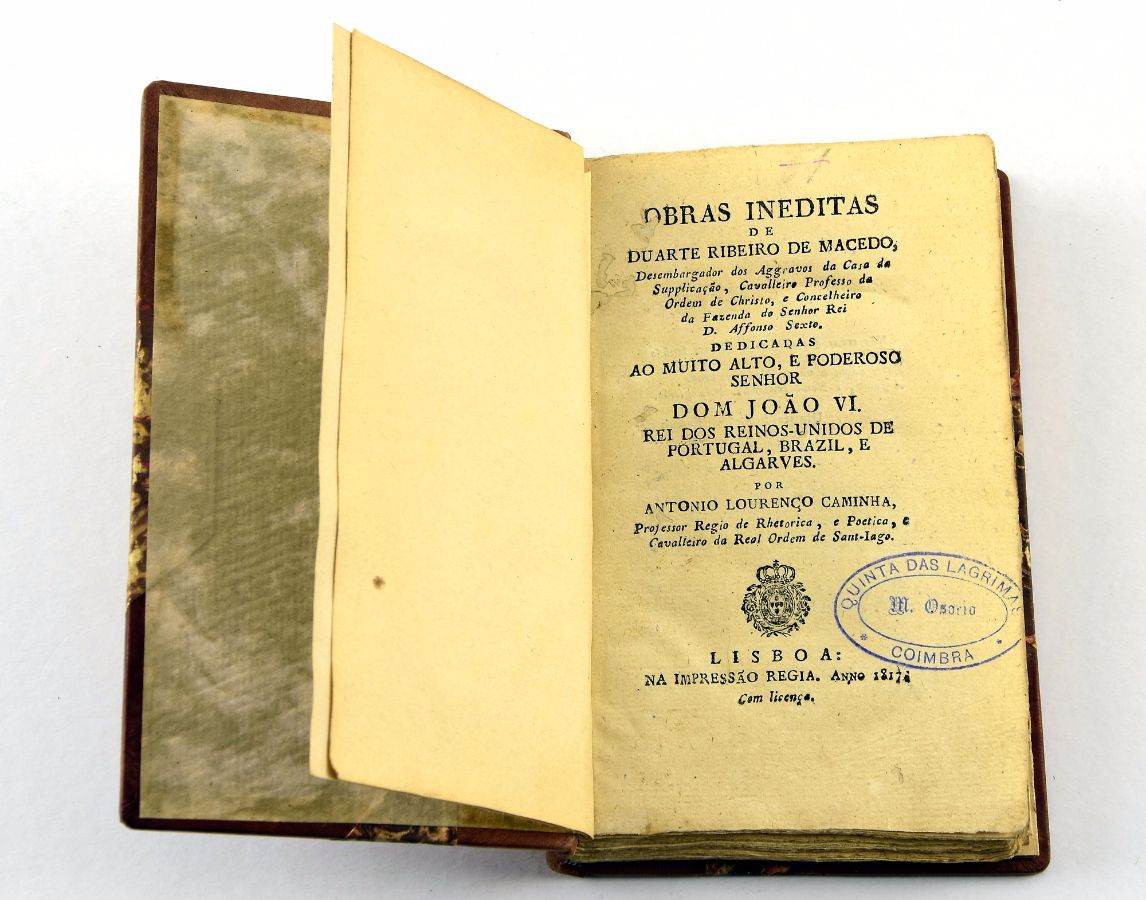 OBRAS INEDITAS
DE
DUARTE RIBEIRO DE MACEDO,
Desembargador dos Aggravos da Casa da
Supplicação, Cavalleiro Professo da
Ordem de Christo, e Concelheiro
da Fazenda do Senhor Rei
D. Affonso Sexto.
DEDICADAS
AO MUITO ALTO, E PODEROSO
SENHOR
DOM JOÃO VI.
REI DOS REINOS-UNIDOS DE
PORTUGAL, BRAZIL, E
ALGARVES.
POR
ANTONIO LOURENÇO CAMINHA,
Professor Regio de Rhetorica, e Poetica, e
Cavalleiro da Real Ordem de Sant-Iago.
QUINTA DAS LAGRIMAS
M. Osorio
* COIMBRA *
LISBOA:
NA IMPRESSÃO REGIA. ANNO 1817.
Com licença.